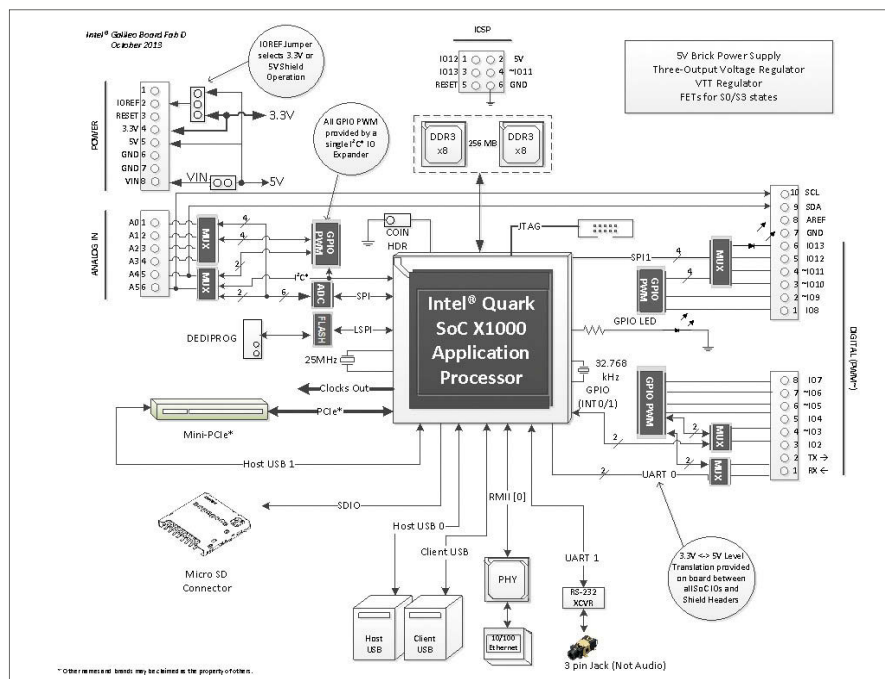 Intel® Galileo Board Fab D
October 2013
IOREF Jumper
selects 3.3V or
5V Shield
Operation
ICSP
IO12 1 2 5V
IO13 3 4 ~IO11
RESET 5 6 GND
5V Brick Power Supply
Three-Output Voltage Regulator
VTT Regulator
FETs for S0/S3 states
POWER
1
IOREF 2
RESET 3
3.3V 4
5V 5
GND 6
GND 7
VIN 8
3.3V
VIN
5V
All GPIO PWM
provided by a
single I²C* IO
Expander
DDR3
x8
256 MB
DDR3
x8
ANALOG IN
A0 1
A1 2
A2 3
A3 4
A4 5
A5 6
MUX
MUX
4
4
2
2
6
GPIO
PWM
I²C*
ADC
SPI
FLASH
LSPI
DEDIPROG
COIN
HDR
JTAG
25MHz
Clocks Out
PCIe*
Mini-PCIe*
Host USB 1
Intel® Quark
SoC X1000
Application
Processor
SPI1
4
4
MUX
GPIO
PWM
10 SCL
9 SDA
8 AREF
7 GND
6 IO13
5 IO12
4 ~IO11
3 ~IO10
2 ~IO9
1 IO8
GPIO LED
DIGITAL (PWM~)
32.768
kHz
GPIO
(INT0/1)
GPIO PWM
8 IO7
7 ~IO6
6 ~IO5
5 IO4
4 ~IO3
3 IO2
2 TX →
1 RX ←
2
2
MUX
2
2
MUX
2
UART 0
SDIO
Micro SD
Connector
Host USB 0
Client USB
RMII [0]
UART 1
Host
USB
Client
USB
PHY
10/100
Ethernet
RS-232
XCVR
3 pin Jack (Not Audio)
3.3V <-> 5V Level
Translation provided
on board between
all SoC IOs and
Shield Headers
* Other names and brands may be claimed as the property of others.